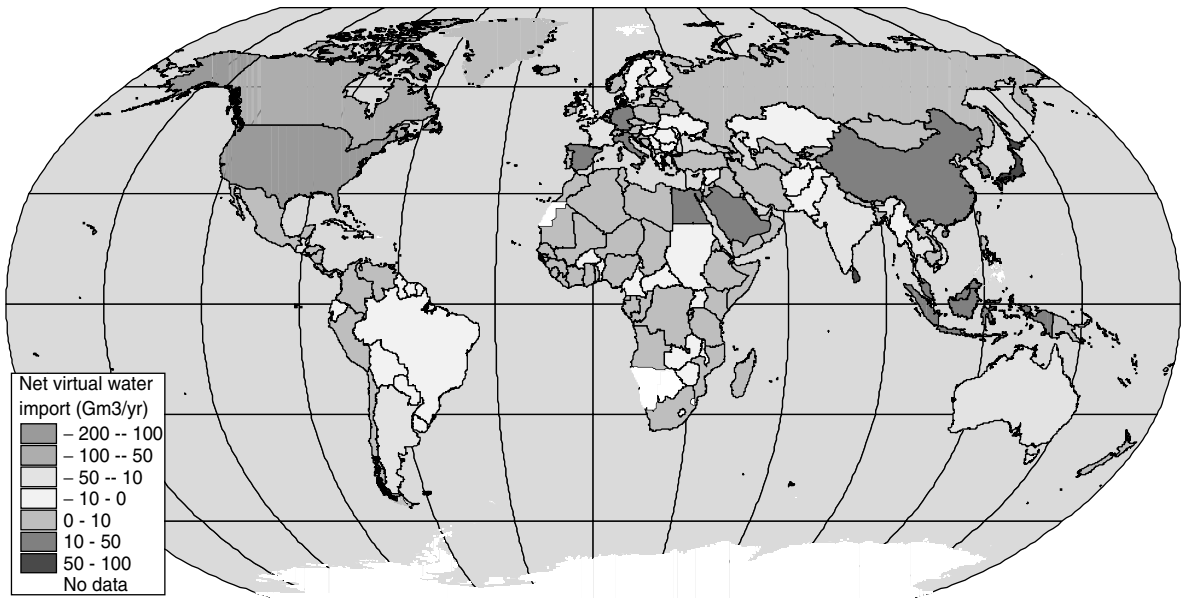 Net virtual water
import (Gm3/yr)
– 200 -- 100
– 100 -- 50
– 50 -- 10
– 10 - 0
0 - 10
10 - 50
50 - 100
No data